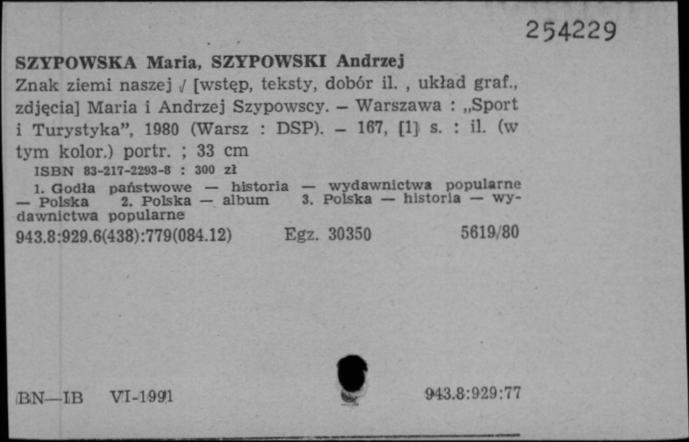 254229
SZYPOWSKA Maria, SZYPOWSKI Andrzej
Znak ziemi naszej / [wstęp, teksty, dobór il. , układ graf.,
zdjęcia] Maria i Andrzej Szypowscy. — Warszawa : „Sport
i Turystyka”, 1980 (Warsz : DSP). — 167, [1] s. : il. (w
tym kolor.) portr. ; 33 cm
ISBN 83-217-2293-8 : 300 zł
1. Godła państwowe — historia — wydawnictwa popularne
— Polska 2. Polska — album 3. Polska — historia — wy-
dawnictwa popularne
943.8:929.6(438):779(084.12) Egz. 30350 5619/80
BN—IB VI-1991 943.8:929:77